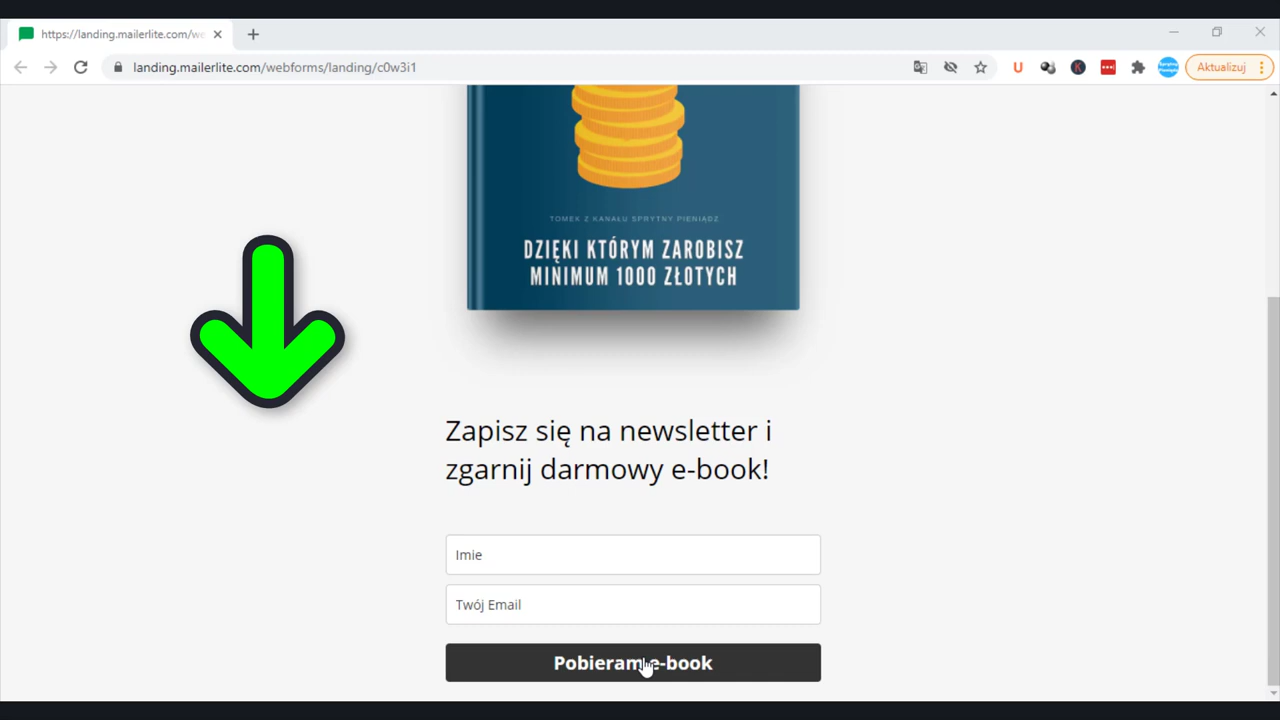 https://landing.mailerlite.com/we
landing.mailerlite.com/webforms/landing/c0w3i1
Aktualizuj
TOMEK Z KANAŁU SPRYTNY PIENIĄDZ
DZIĘKI KTÓRYM ZAROBISZ
MINIMUM 1000 ZŁOTYCH
Zapisz się na newsletter i
zgarnij darmowy e-book!
Imie
Twój Email
Pobieram e-book